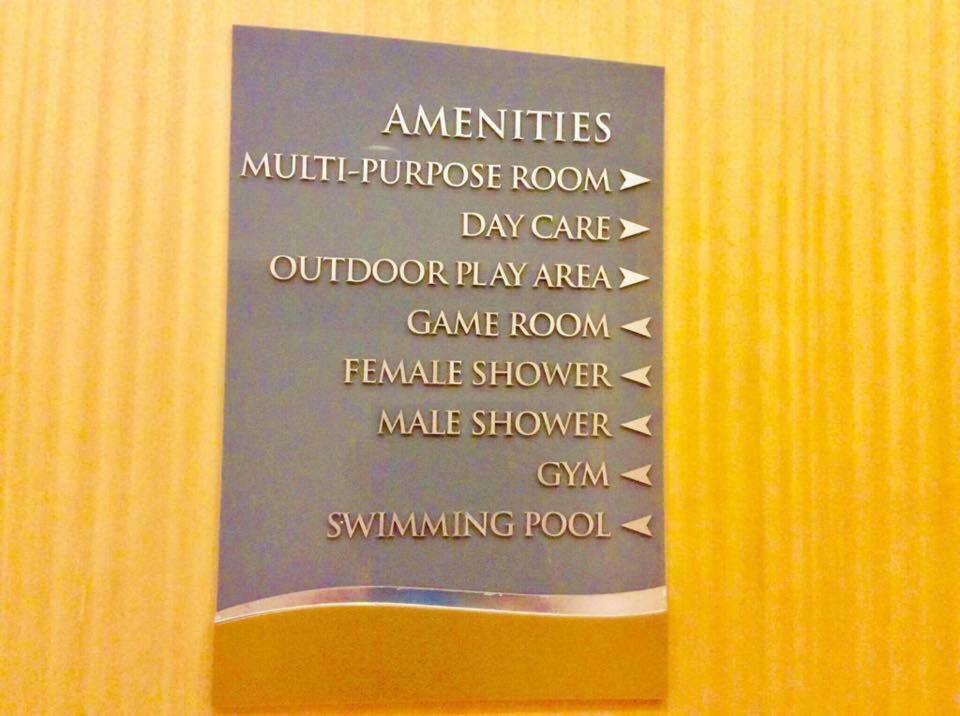 AMENITIES
MULTI-PURPOSE ROOM
DAY CARE
OUTDOOR PLAY AREA
GAME ROOM
FEMALE SHOWER
MALE SHOWER
GYM
SWIMMING POOL